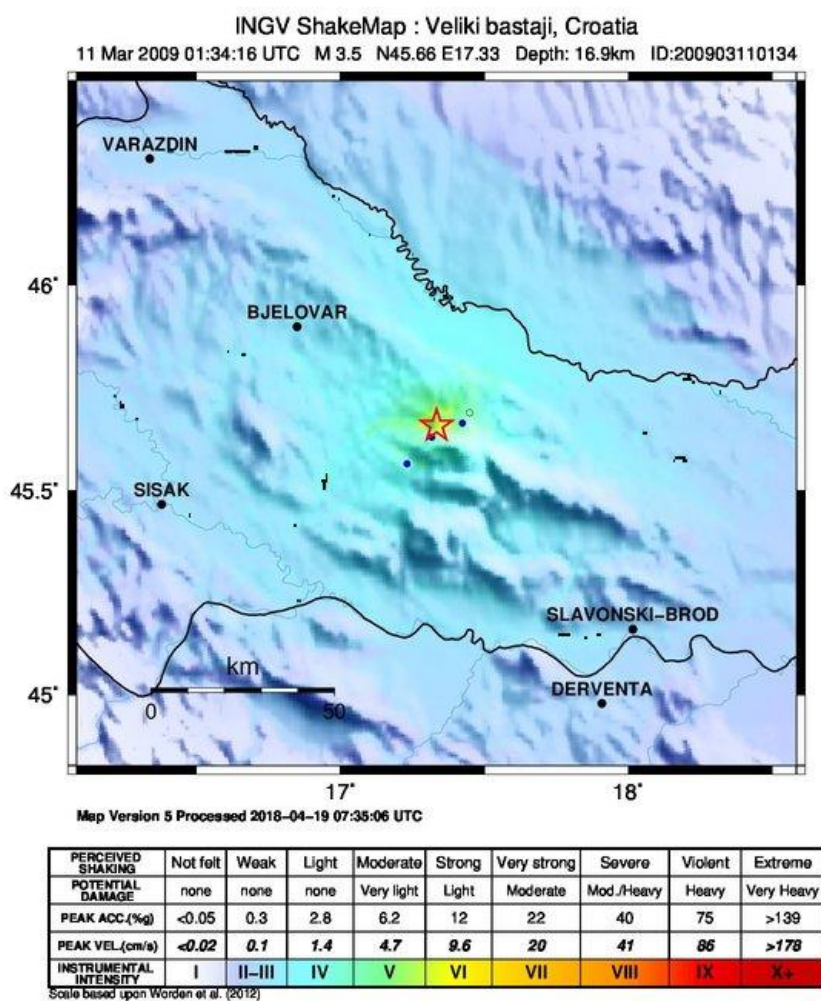 INGV ShakeMap : Veliki bastaji, Croatia
11 Mar 2009 01:34:16 UTC M 3.5 N45.66 E17.33 Depth: 16.9km ID:200903110134
VARAZDIN
46°
BJELOVAR
45.5°
SISAK
SLAVONSKI-BROD
km
45°
DERVENTA
0 50
17° 18°
Map Version 5 Processed 2018-04-19 07:35:06 UTC
PERCEIVED SHAKING Not felt Weak Light Moderate Strong Very strong Severe Violent Extreme
POTENTIAL DAMAGE none none none Very light Light Moderate Mod./Heavy Heavy Very Heavy
PEAK ACC.(%g) <0.05 0.3 2.8 6.2 12 22 40 75 >139
PEAK VEL.(cm/s) <0.02 0.1 1.4 4.7 9.6 20 41 86 >178
INSTRUMENTAL INTENSITY I II-III IV V VI VII VIII IX X+
Scale based upon Worden et al. (2012)